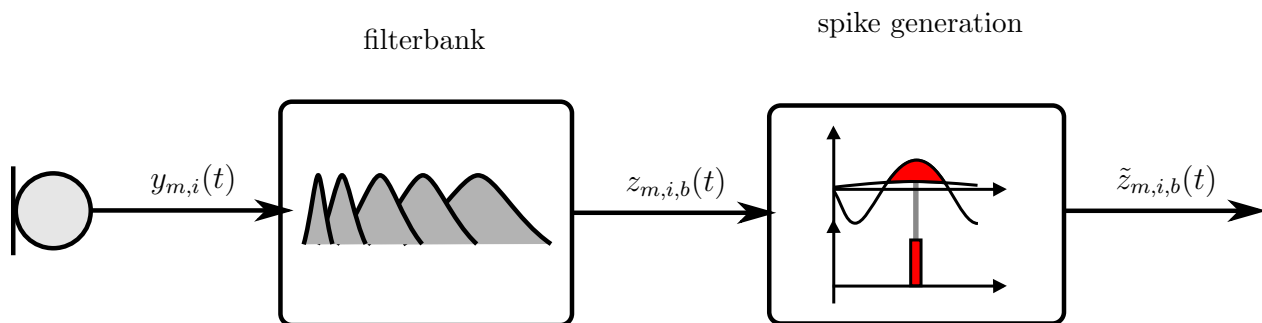 filterbank
spike generation
y_{m,i}(t)
z_{m,i,b}(t)
z̃_{m,i,b}(t)